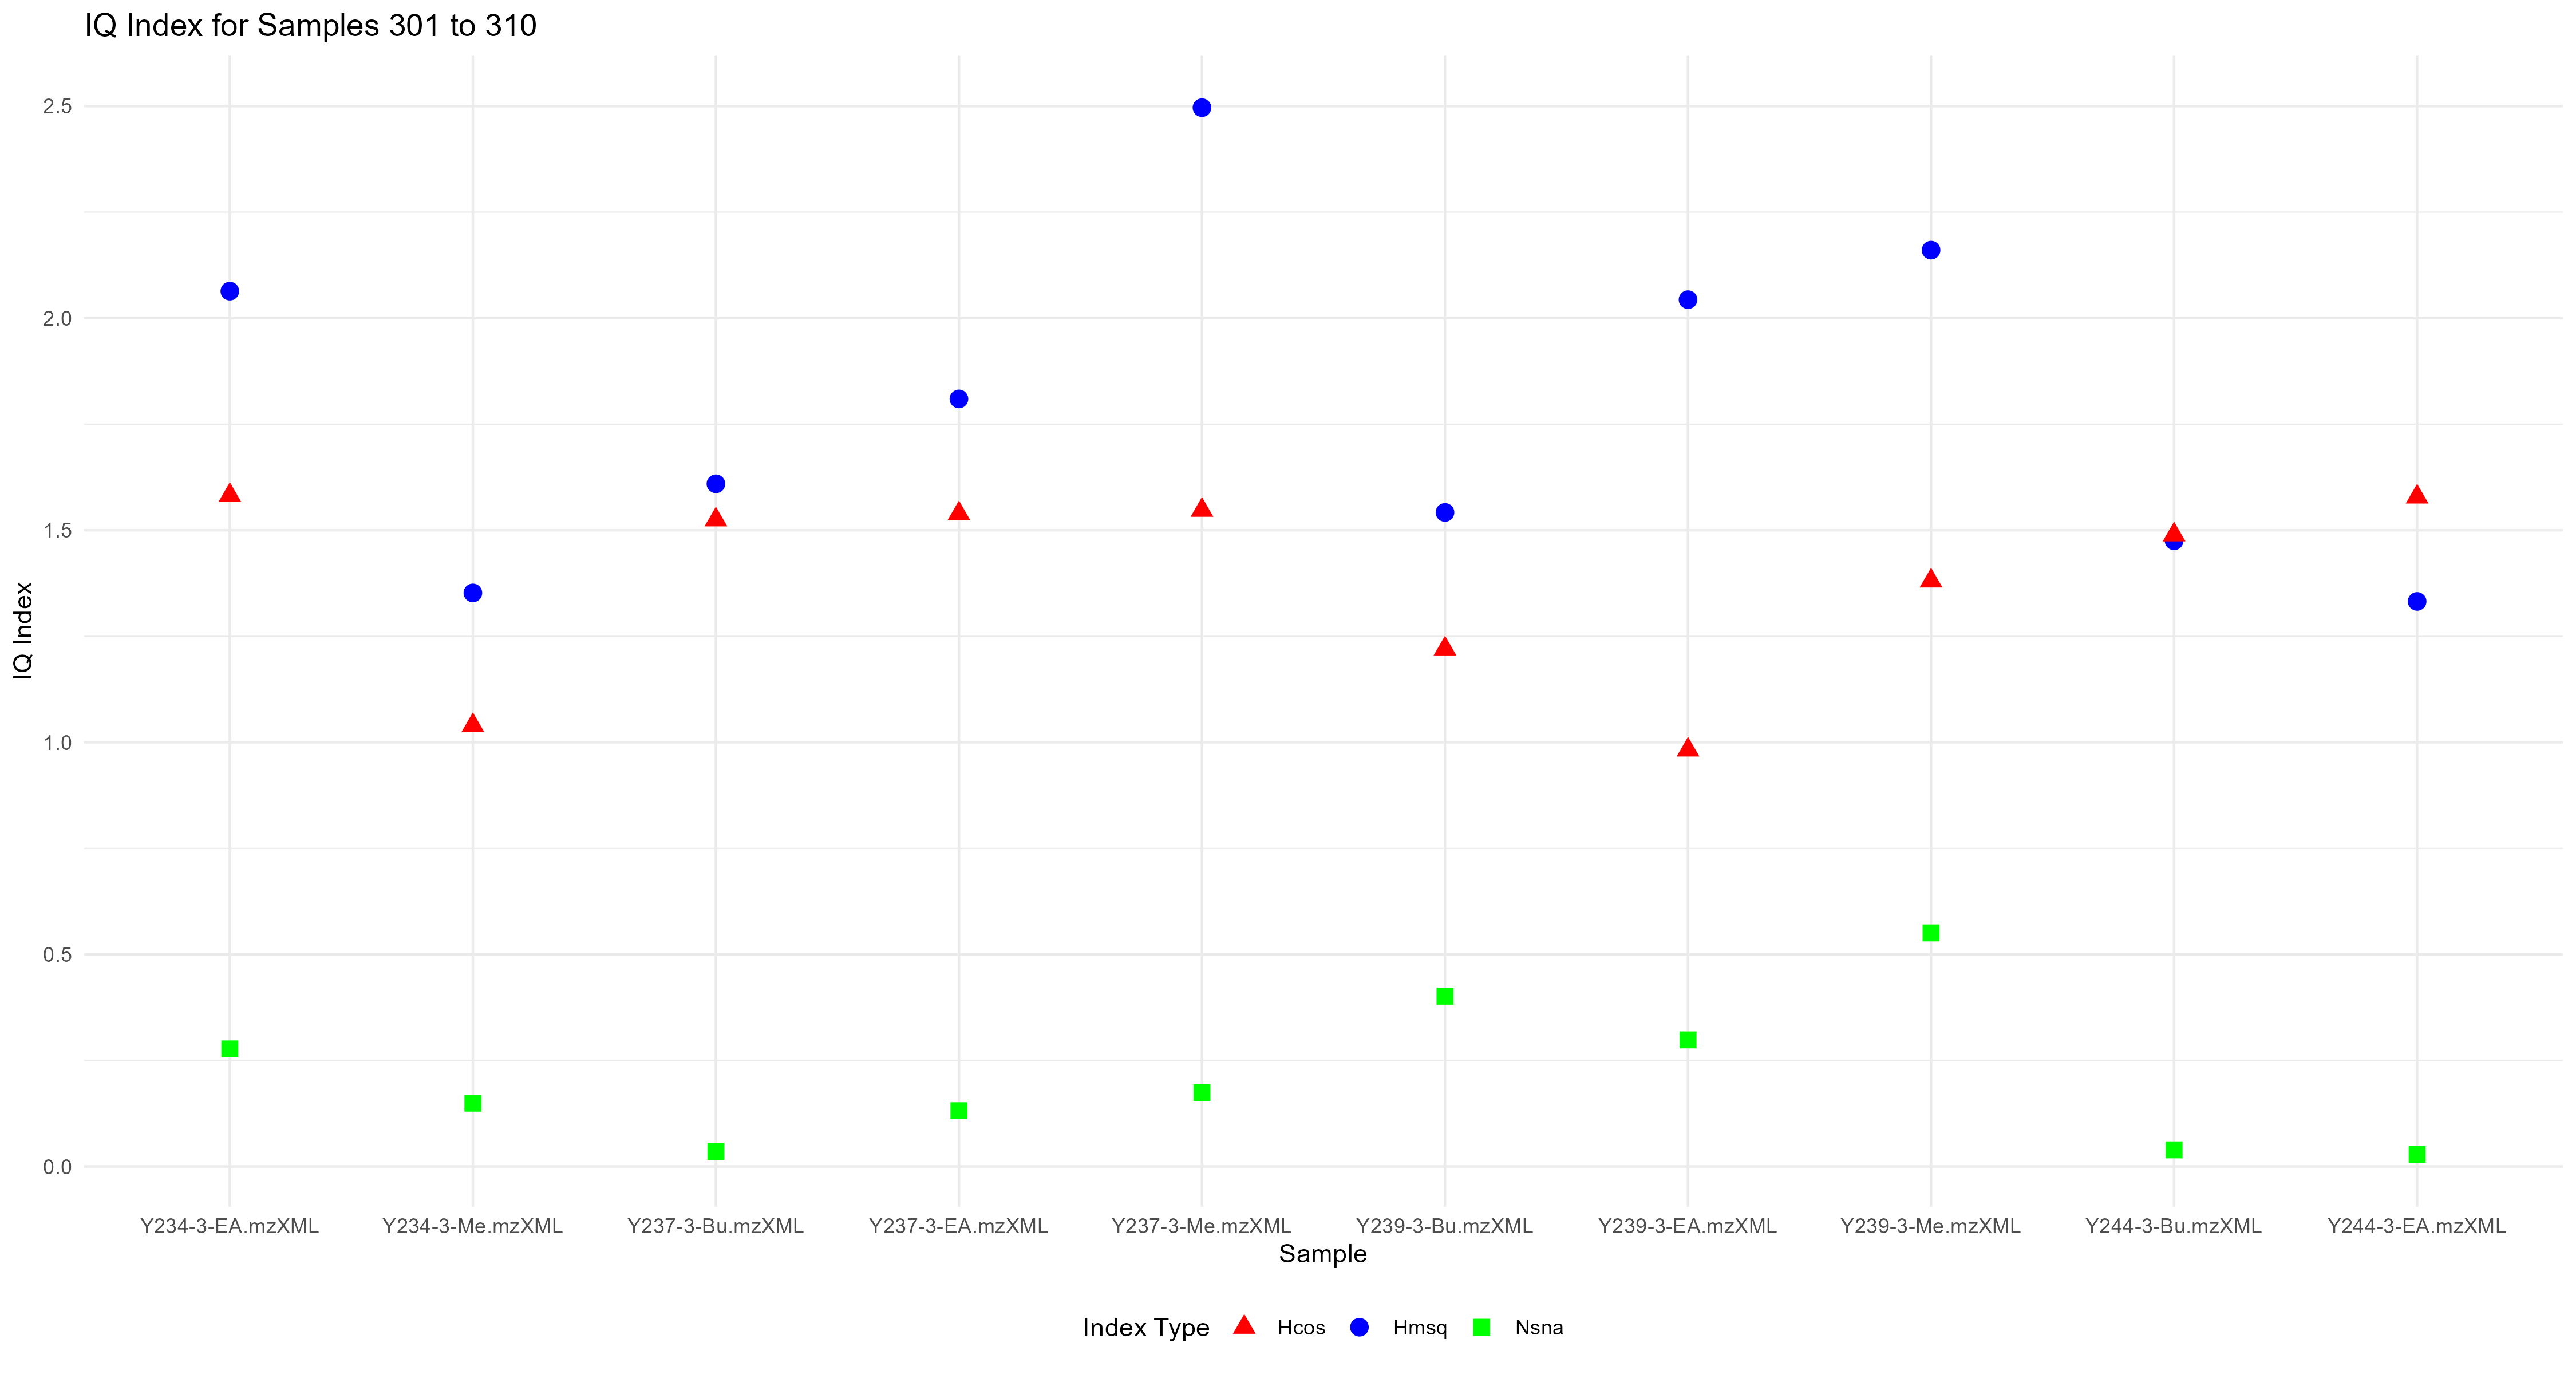 IQ Index for Samples 301 to 310
IQ Index
2.5
2.0
1.5
1.0
0.5
0.0
Y234-3-EA.mzXML Y234-3-Me.mzXML Y237-3-Bu.mzXML Y237-3-EA.mzXML Y237-3-Me.mzXML Y239-3-Bu.mzXML Y239-3-EA.mzXML Y239-3-Me.mzXML Y244-3-Bu.mzXML Y244-3-EA.mzXML
Sample
Index Type Hcos Hmsq Nsna